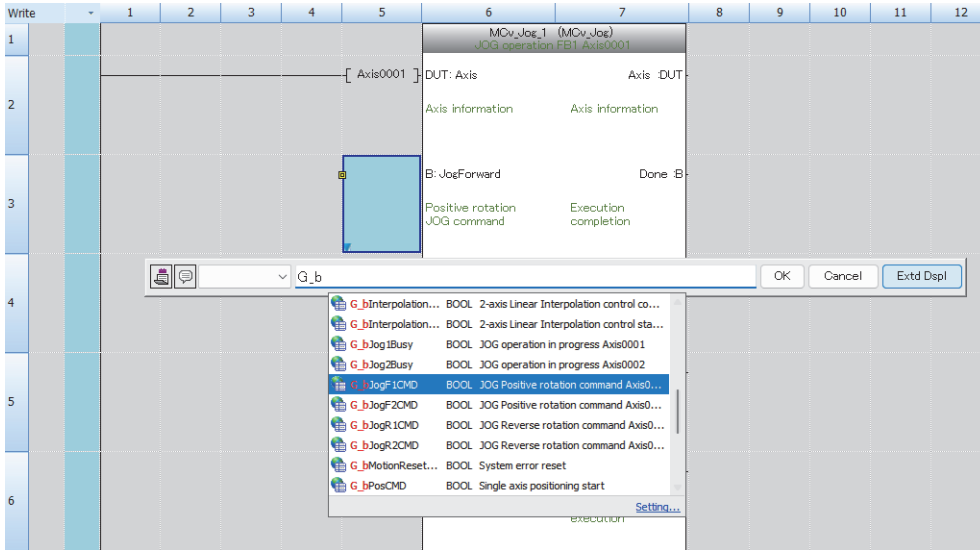 Write 1 2 3 4 5 6 7 8 9 10 11 12
1
MCv_Jog_1 (MCv_Jog)
JOG operation FB1 Axis0001
2
[ Axis0001 ] DUT: Axis Axis :DUT
Axis information Axis information
3
B: JogForward Done :B
Positive rotation JOG command
Execution completion
4
G_b OK Cancel Extd Dspl
G_bInterpolation... BOOL 2-axis Linear Interpolation control co...
G_bInterpolation... BOOL 2-axis Linear Interpolation control sta...
G_bJog1Busy BOOL JOG operation in progress Axis0001
G_bJog2Busy BOOL JOG operation in progress Axis0002
G_bJogF1CMD BOOL JOG Positive rotation command Axis0...
G_bJogF2CMD BOOL JOG Positive rotation command Axis0...
G_bJogR1CMD BOOL JOG Reverse rotation command Axis0...
G_bJogR2CMD BOOL JOG Reverse rotation command Axis0...
G_bMotionReset... BOOL System error reset
G_bPosCMD BOOL Single axis positioning start
Setting...
5
6
execution